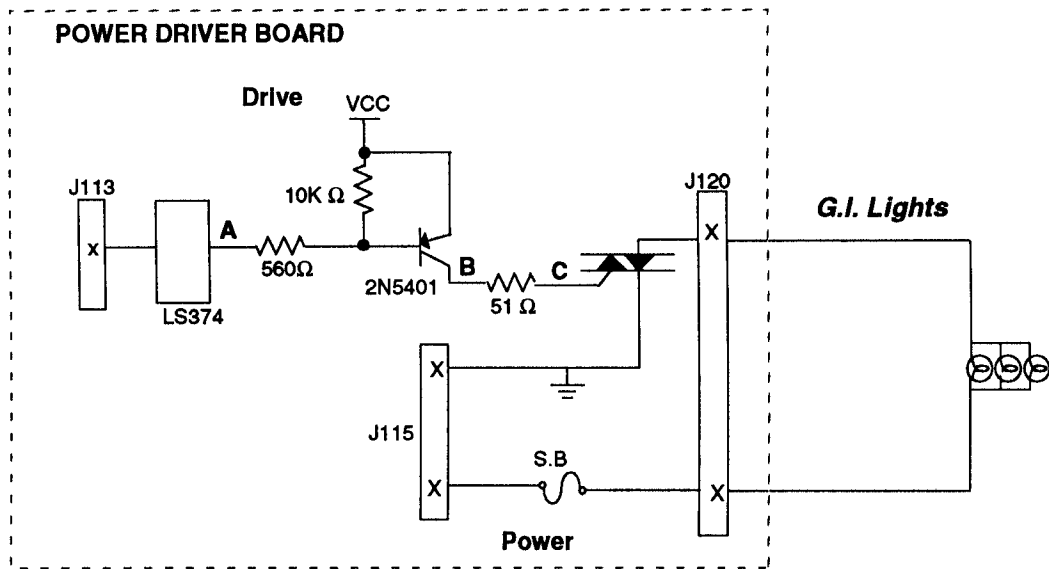 POWER DRIVER BOARD
Drive
VCC
J113
10K Ω
J120
G.I. Lights
X
A
X
560Ω
B
C
2N5401
51 Ω
LS374
X
J115
S.B
X
X
Power